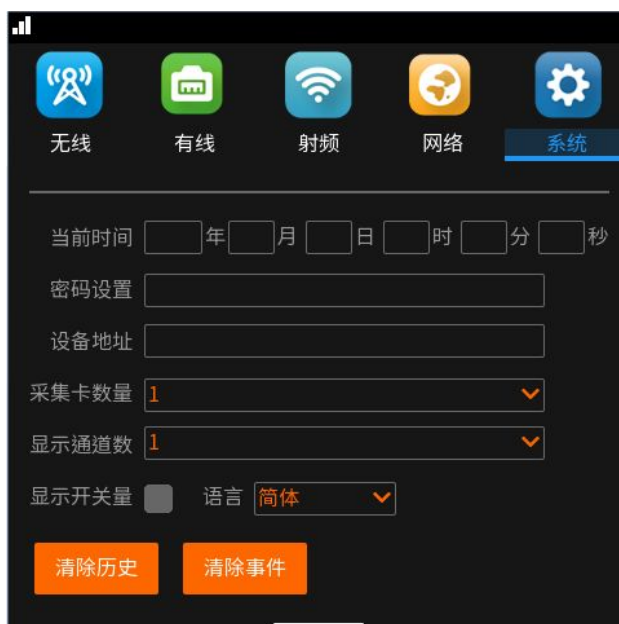 无线 有线 射频 网络 系统
当前时间 年 月 日 时 分 秒
密码设置
设备地址
采集卡数量 1
显示通道数 1
显示开关量 语言 简体
清除历史 清除事件